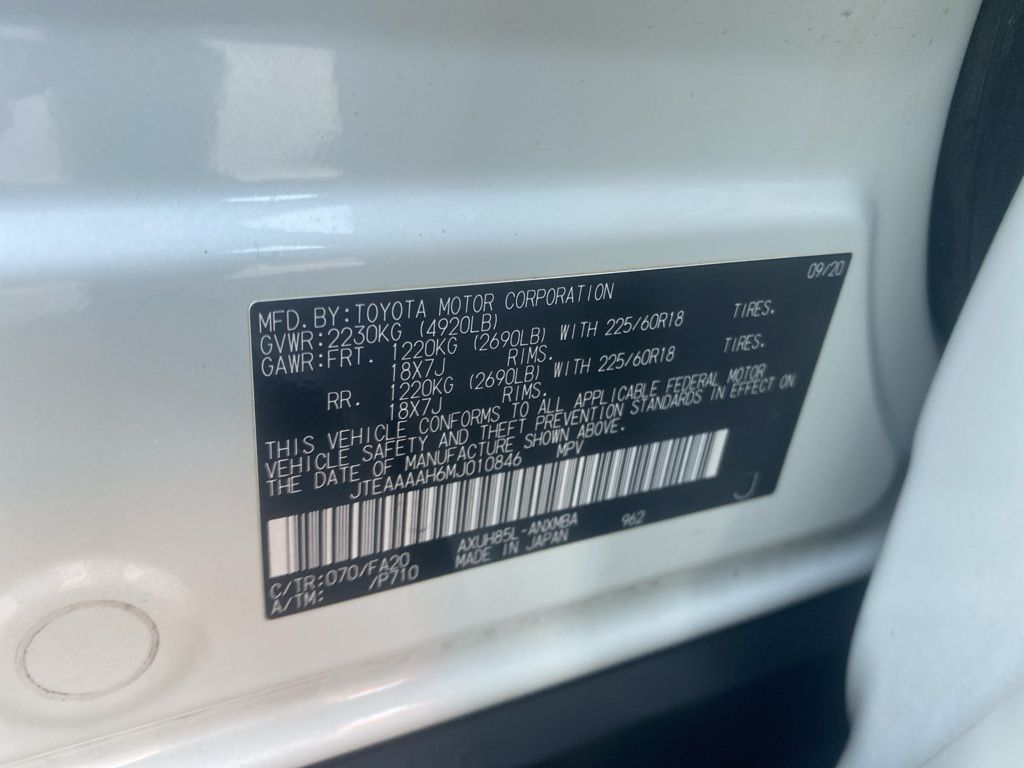 09/20
MFD.BY:TOYOTA MOTOR CORPORATION
GVWR:2230KG (4920LB)
GAWR:FRT. 1220KG (2690LB) WITH 225/60R18 TIRES.
18X7J RIMS.
RR. 1220KG (2690LB) WITH 225/60R18 TIRES.
18X7J RIMS.
THIS VEHICLE CONFORMS TO ALL APPLICABLE FEDERAL MOTOR
VEHICLE SAFETY AND THEFT PREVENTION STANDARDS IN EFFECT ON
THE DATE OF MANUFACTURE SHOWN ABOVE.
JTEAAAAH6MJ010846 MPV
C/TR:070/FA20 AXUH85L-ANXMBA 962 J
A/TM: /P710 MADE IN JAPAN